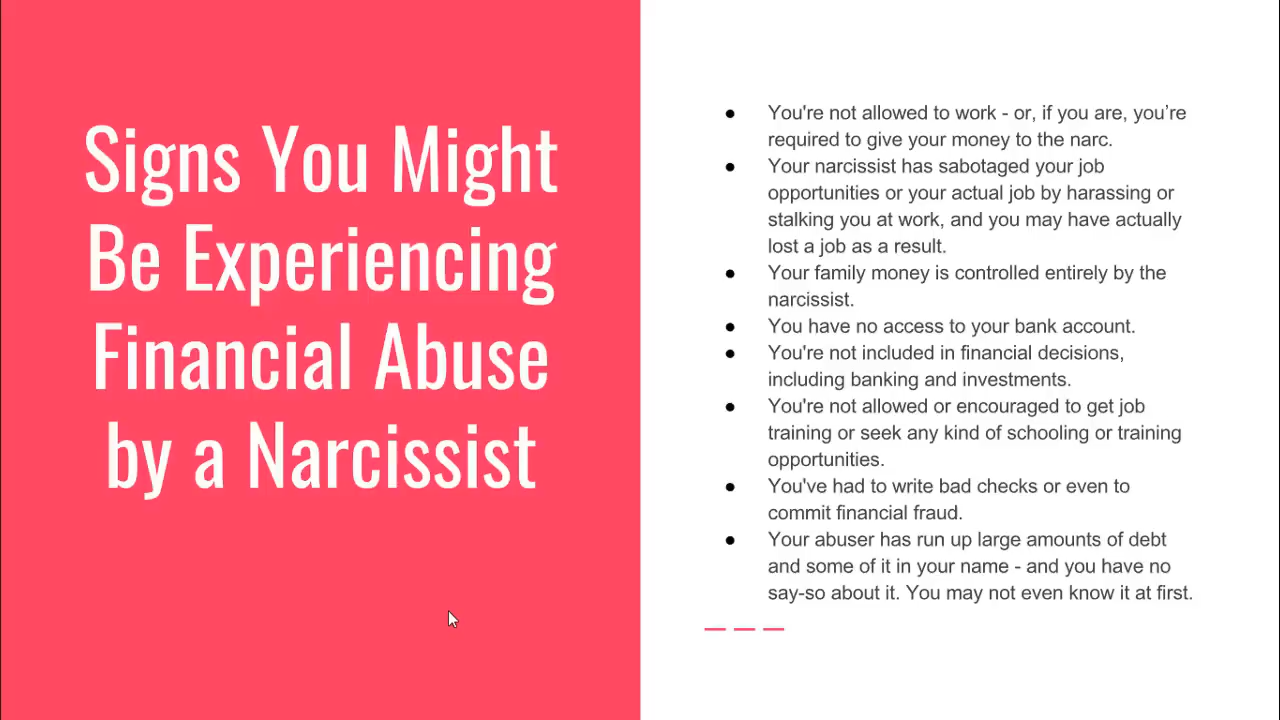 Signs You Might
Be Experiencing
Financial Abuse
by a Narcissist
● You're not allowed to work - or, if you are, you’re
required to give your money to the narc.
● Your narcissist has sabotaged your job
opportunities or your actual job by harassing or
stalking you at work, and you may have actually
lost a job as a result.
● Your family money is controlled entirely by the
narcissist.
● You have no access to your bank account.
● You're not included in financial decisions,
including banking and investments.
● You're not allowed or encouraged to get job
training or seek any kind of schooling or training
opportunities.
● You've had to write bad checks or even to
commit financial fraud.
● Your abuser has run up large amounts of debt
and some of it in your name - and you have no
say-so about it. You may not even know it at first.